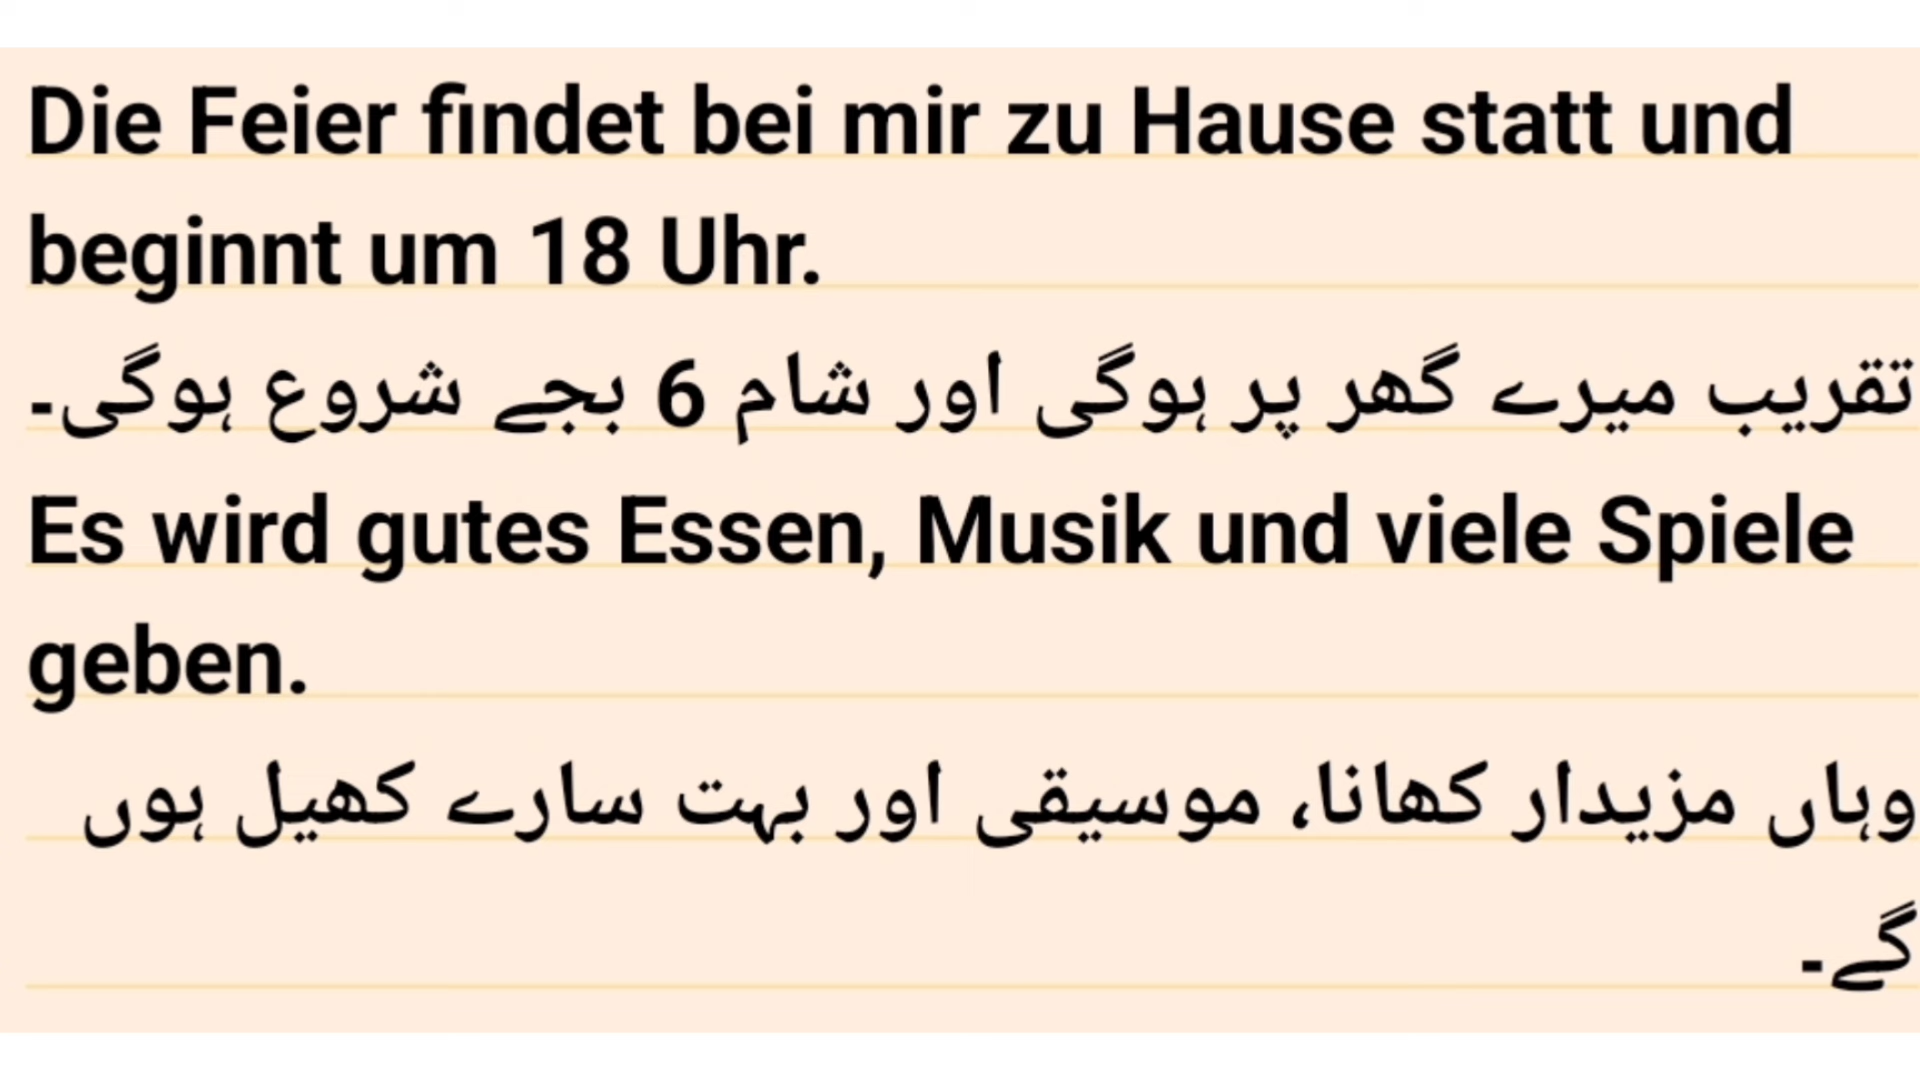 Die Feier findet bei mir zu Hause statt und
beginnt um 18 Uhr.
تقریب میرے گھر پر ہوگی اور شام 6 بجے شروع ہوگی۔
Es wird gutes Essen, Musik und viele Spiele
geben.
وہاں مزیدار کھانا، موسیقی اور بہت سارے کھیل ہوں
گے۔